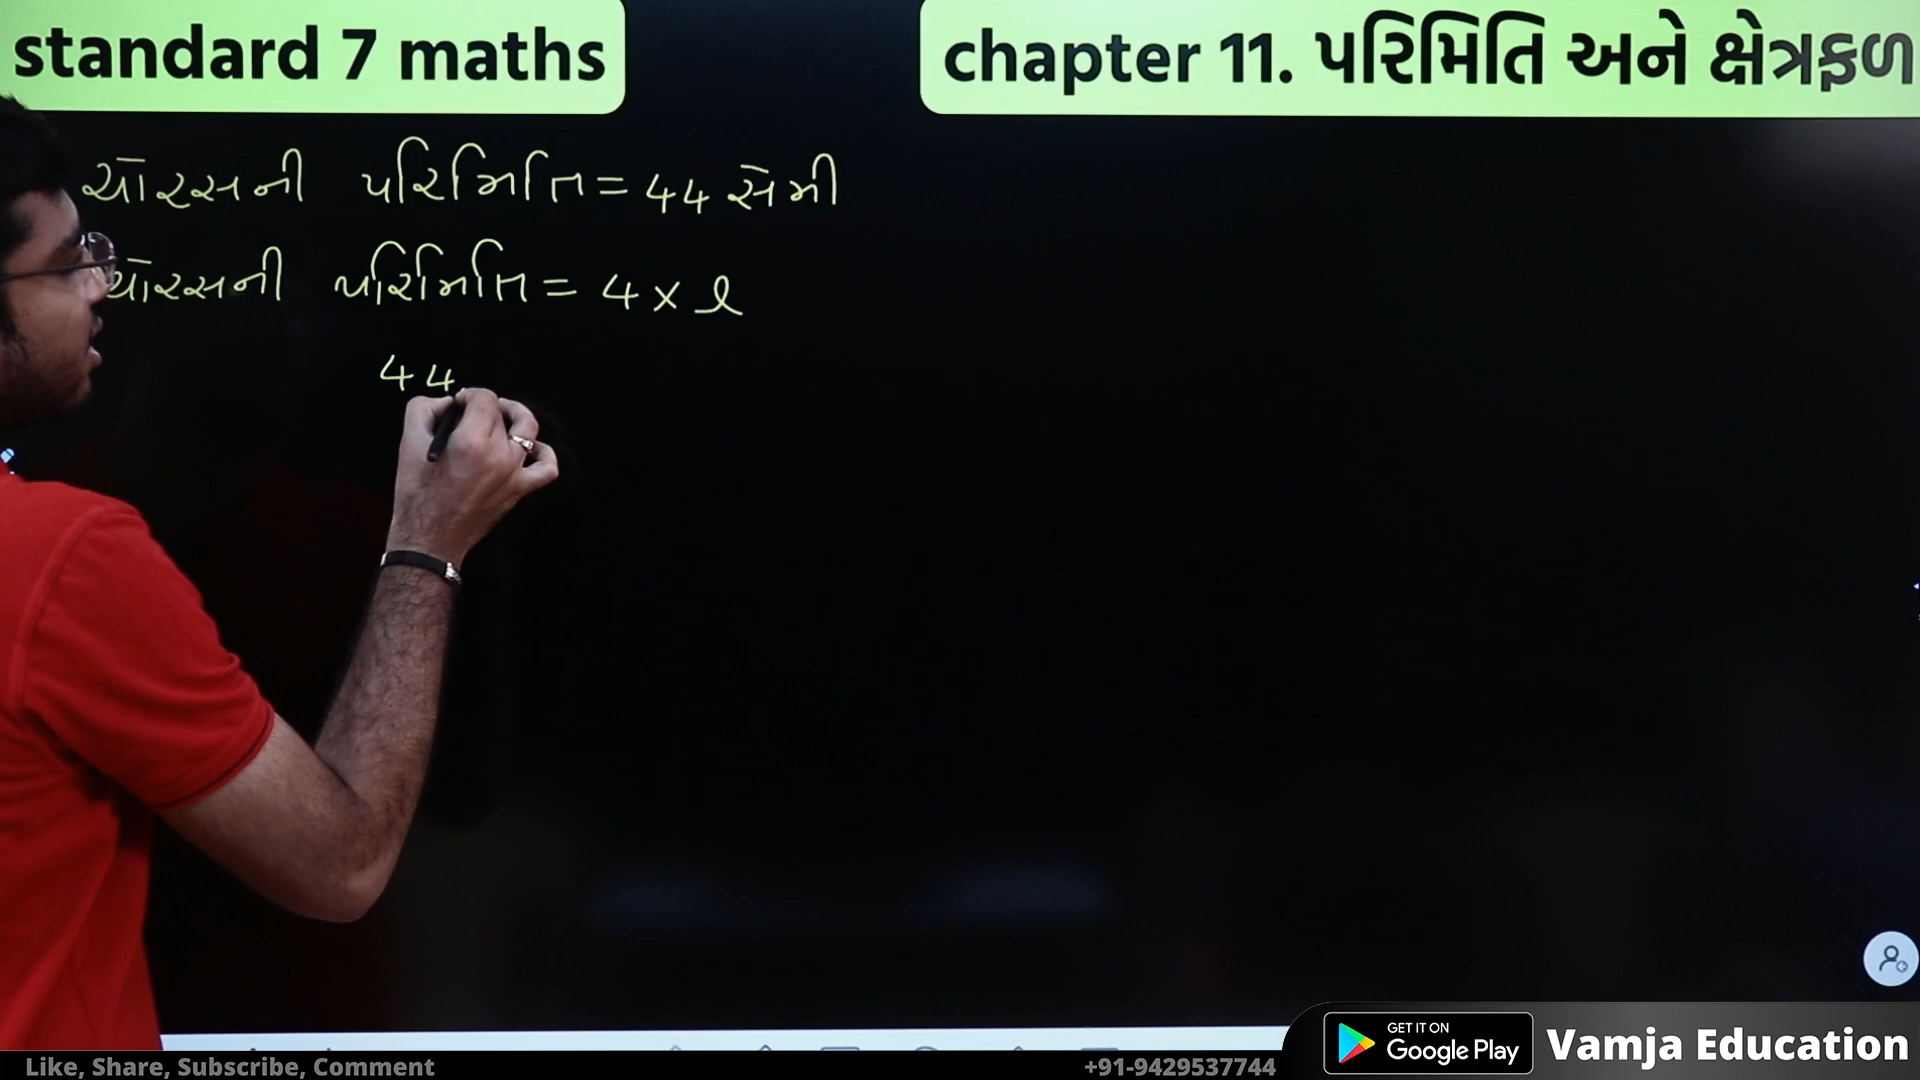 standard 7 maths
chapter 11. પરિમિતિ અને ક્ષેત્રફળ
ચોરસની પરિમિતિ = 44 સેમી
ચોરસની પરિમિતિ = 4 x l
44
GET IT ON
Google Play
Vamja Education
Like, Share, Subscribe, Comment
+91-9429537744